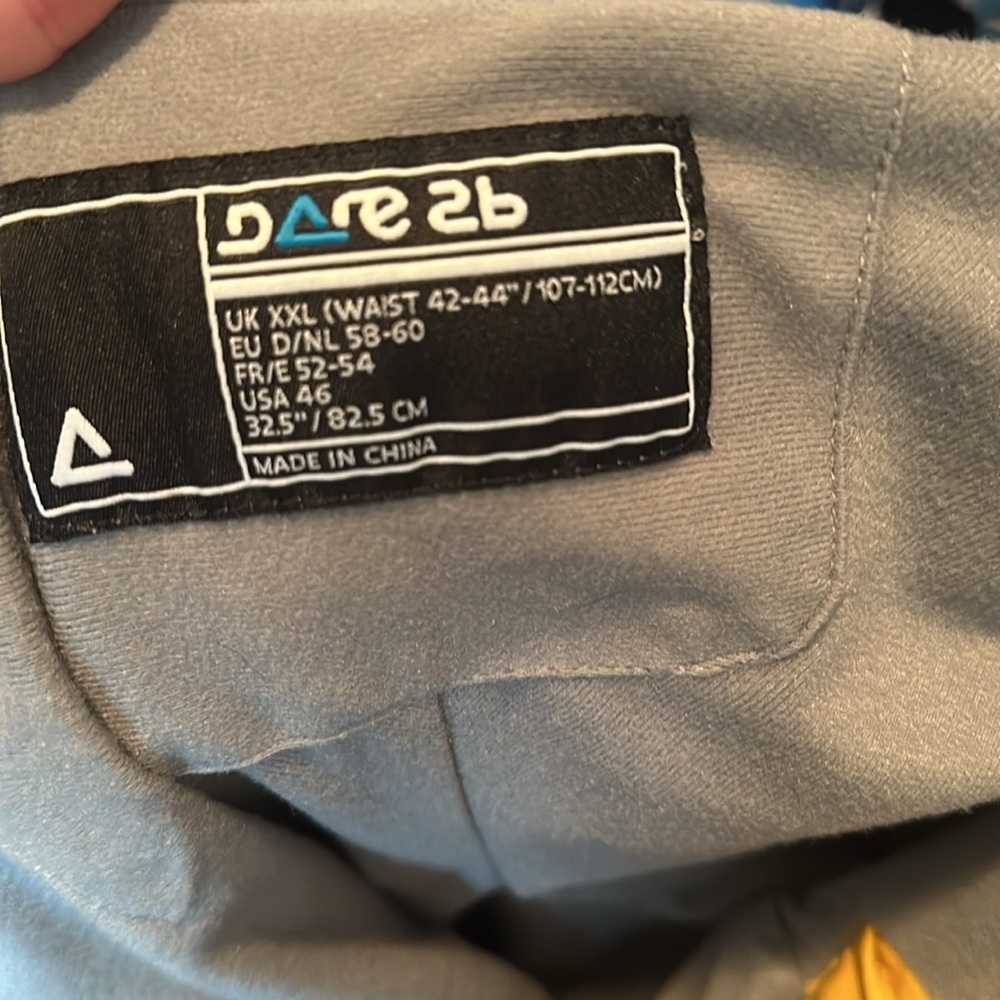 DARE 2b
UK XXL (WAIST 42-44"/107-112CM)
EU D/NL 58-60
FR/E 52-54
USA 46
32.5"/ 82.5 CM
MADE IN CHINA